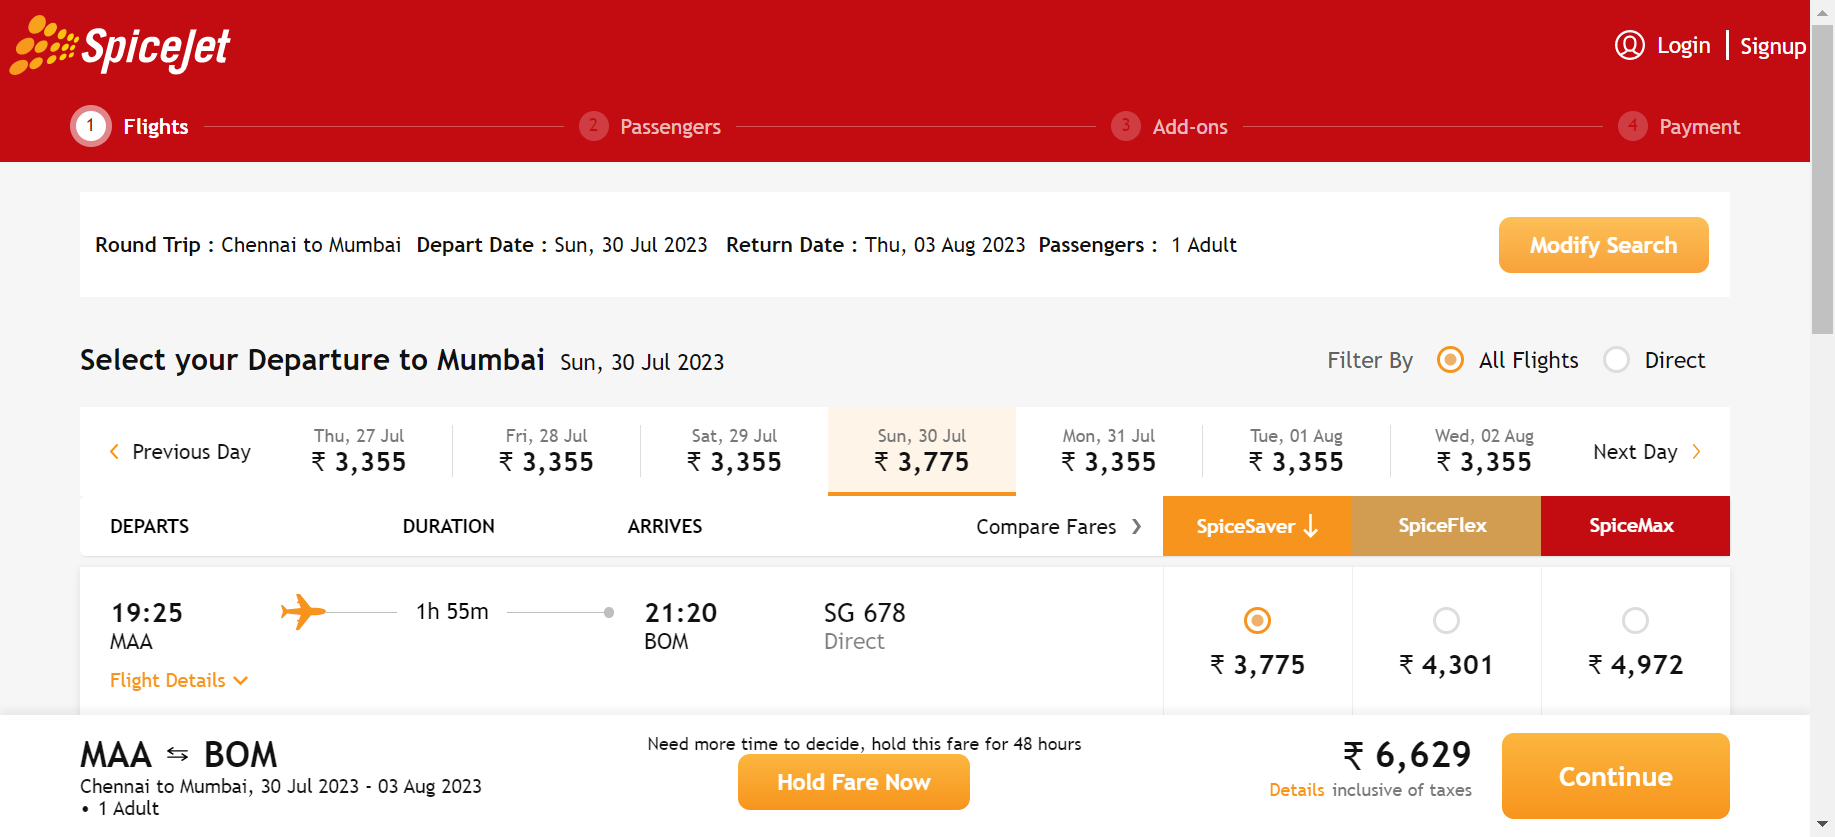 SpiceJet
Login Signup
1 Flights 2 Passengers 3 Add-ons 4 Payment
Round Trip : Chennai to Mumbai Depart Date : Sun, 30 Jul 2023 Return Date : Thu, 03 Aug 2023 Passengers : 1 Adult Modify Search
Select your Departure to Mumbai Sun, 30 Jul 2023 Filter By All Flights Direct
Thu, 27 Jul Fri, 28 Jul Sat, 29 Jul Sun, 30 Jul Mon, 31 Jul Tue, 01 Aug Wed, 02 Aug
Previous Day ₹ 3,355 ₹ 3,355 ₹ 3,355 ₹ 3,775 ₹ 3,355 ₹ 3,355 ₹ 3,355 Next Day
DEPARTS DURATION ARRIVES Compare Fares SpiceSaver SpiceFlex SpiceMax
19:25 1h 55m 21:20 SG 678
MAA BOM Direct
₹ 3,775 ₹ 4,301 ₹ 4,972
Flight Details
MAA ⇆ BOM
Chennai to Mumbai, 30 Jul 2023 - 03 Aug 2023
• 1 Adult
Need more time to decide, hold this fare for 48 hours
Hold Fare Now
₹ 6,629
Details inclusive of taxes
Continue